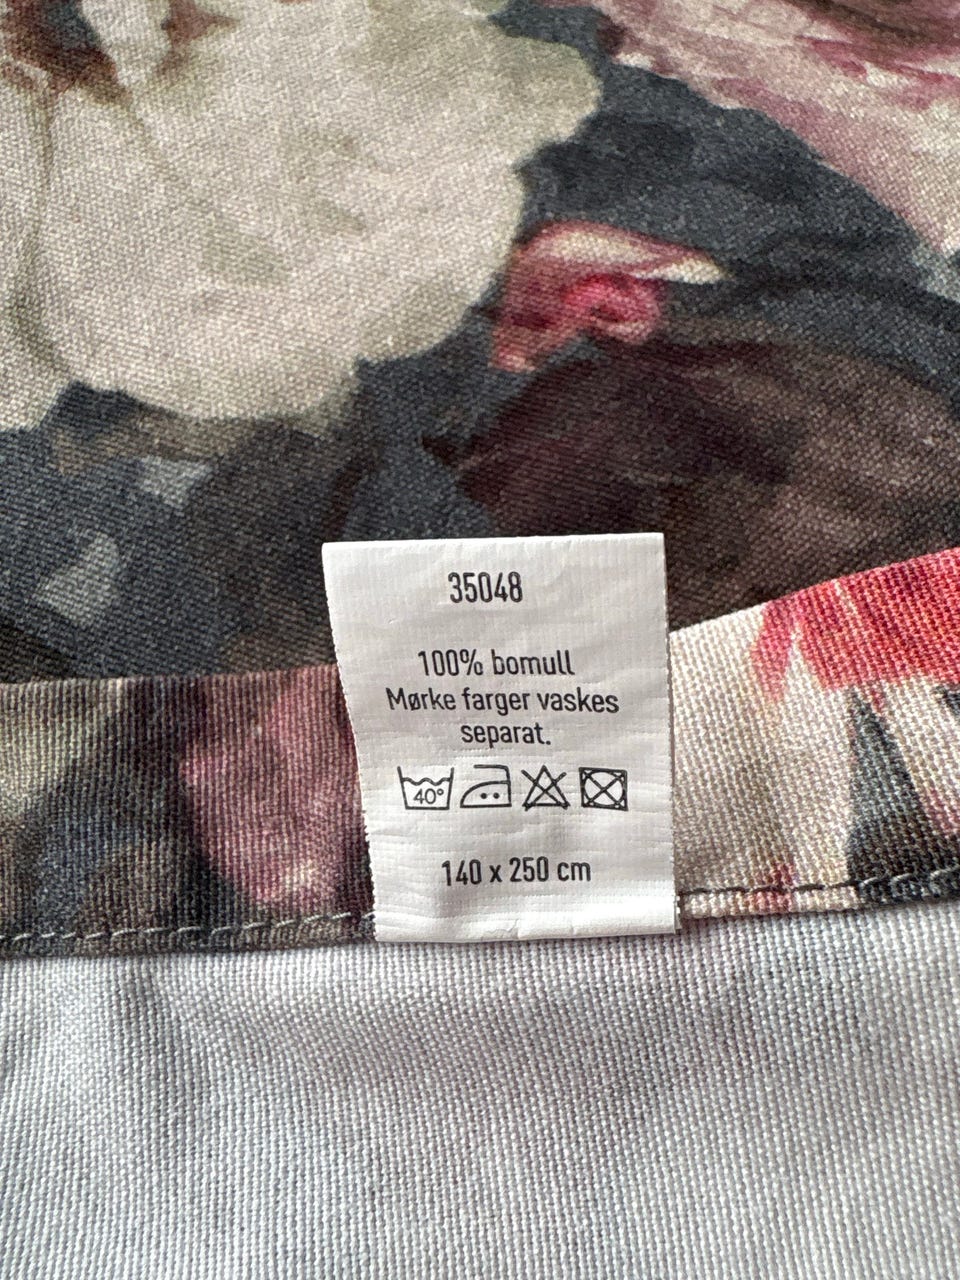 35048
100% bomull
Mørke farger vaskes
separat.
40°
140 x 250 cm